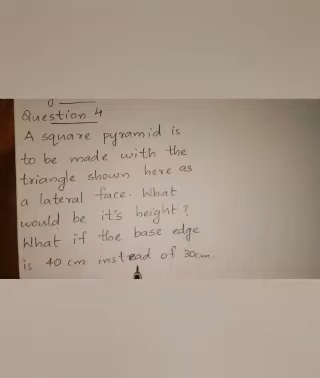 Question 4
A square pyramid is
to be made with the
triangle shown here as
a lateral face. What
would be it's height?
What if the base edge
is 40 cm instead of 30cm.